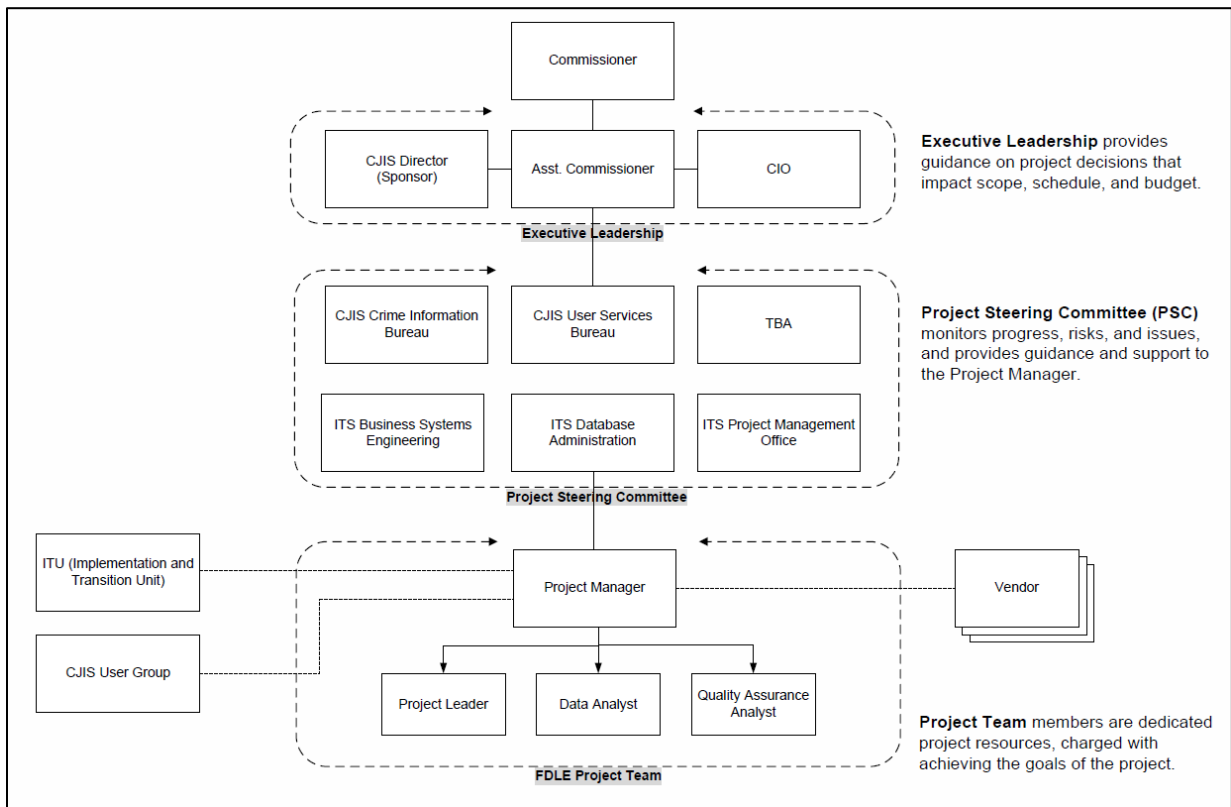 Commissioner
CJIS Director
(Sponsor)
Asst. Commissioner
CIO
Executive Leadership provides
guidance on project decisions that
impact scope, schedule, and budget.
Executive Leadership
CJIS Crime Information
Bureau
CJIS User Services
Bureau
TBA
Project Steering Committee (PSC)
monitors progress, risks, and issues,
and provides guidance and support to
the Project Manager.
ITS Business Systems
Engineering
ITS Database
Administration
ITS Project Management
Office
Project Steering Committee
ITU (Implementation and
Transition Unit)
Project Manager
Vendor
CJIS User Group
Project Leader
Data Analyst
Quality Assurance
Analyst
Project Team members are dedicated
project resources, charged with
achieving the goals of the project.
FDLE Project Team